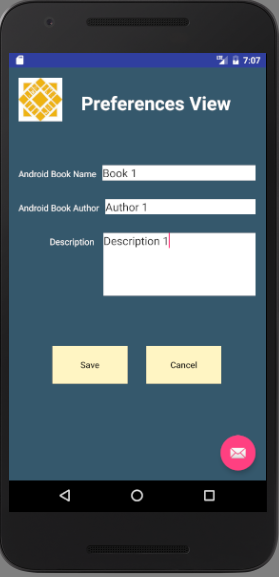 7:07
Preferences View
Android Book Name Book 1
Android Book Author Author 1
Description Description 1
Save Cancel